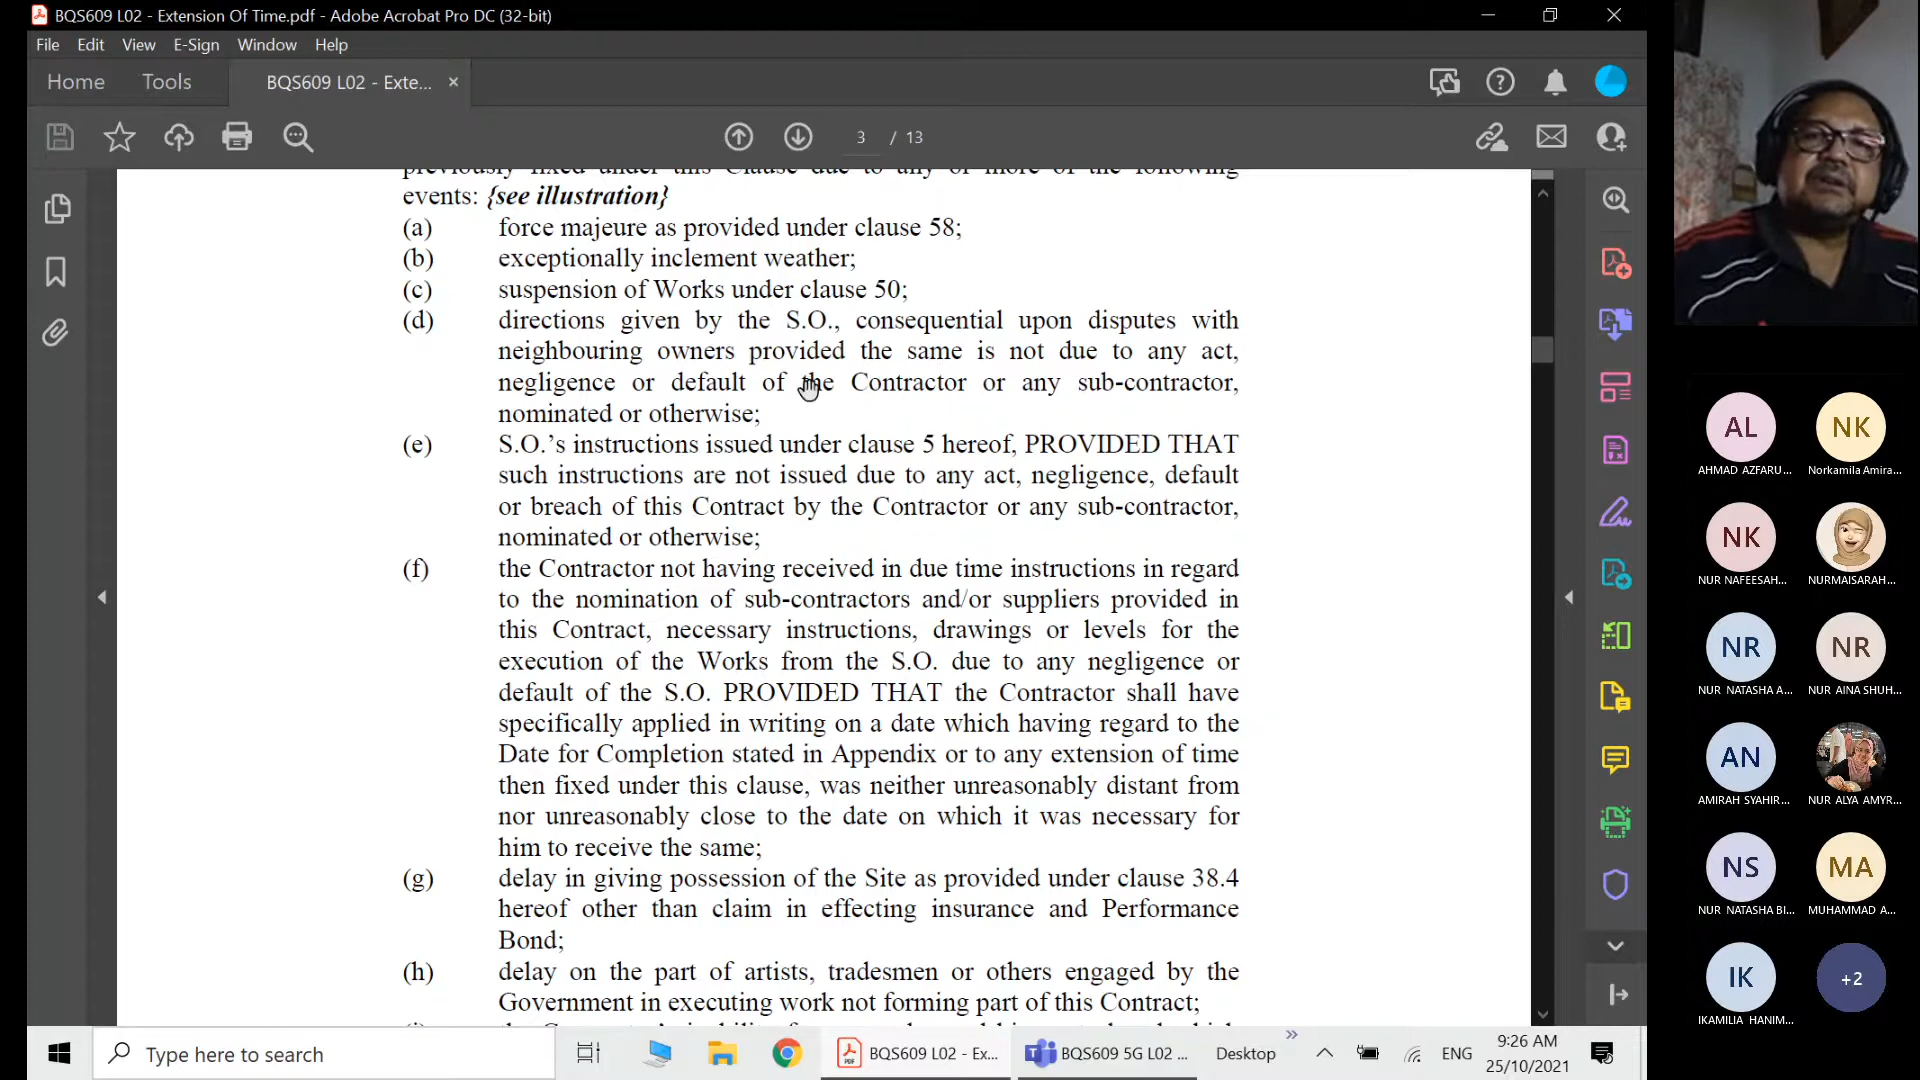 BQS609 L02 - Extension Of Time.pdf - Adobe Acrobat Pro DC (32-bit)
File Edit View E-Sign Window Help
Home Tools BQS609 L02 - Exte... ×
3 / 13
previously fixed under this Clause due to any or more of the following
events: {see illustration}
(a) force majeure as provided under clause 58;
(b) exceptionally inclement weather;
(c) suspension of Works under clause 50;
(d) directions given by the S.O., consequential upon disputes with
neighbouring owners provided the same is not due to any act,
negligence or default of the Contractor or any sub-contractor,
nominated or otherwise;
(e) S.O.'s instructions issued under clause 5 hereof, PROVIDED THAT
such instructions are not issued due to any act, negligence, default
or breach of this Contract by the Contractor or any sub-contractor,
nominated or otherwise;
(f) the Contractor not having received in due time instructions in regard
to the nomination of sub-contractors and/or suppliers provided in
this Contract, necessary instructions, drawings or levels for the
execution of the Works from the S.O. due to any negligence or
default of the S.O. PROVIDED THAT the Contractor shall have
specifically applied in writing on a date which having regard to the
Date for Completion stated in Appendix or to any extension of time
then fixed under this clause, was neither unreasonably distant from
nor unreasonably close to the date on which it was necessary for
him to receive the same;
(g) delay in giving possession of the Site as provided under clause 38.4
hereof other than claim in effecting insurance and Performance
Bond;
(h) delay on the part of artists, tradesmen or others engaged by the
Government in executing work not forming part of this Contract;
AL NK
AHMAD AZFARU... Norkamila Amira...
NK
NUR NAFEESAH... NURMAISARAH...
NR NR
NUR NATASHA A... NUR AINA SHUH...
AN
AMIRAH SYAHIR... NUR ALYA AMYR...
NS MA
NUR NATASHA BI... MUHAMMAD A...
IK +2
IKAMILIA HANIM...
Type here to search
BQS609 L02 - Ex...
BQS609 5G L02 ...
Desktop
ENG
9:26 AM
25/10/2021